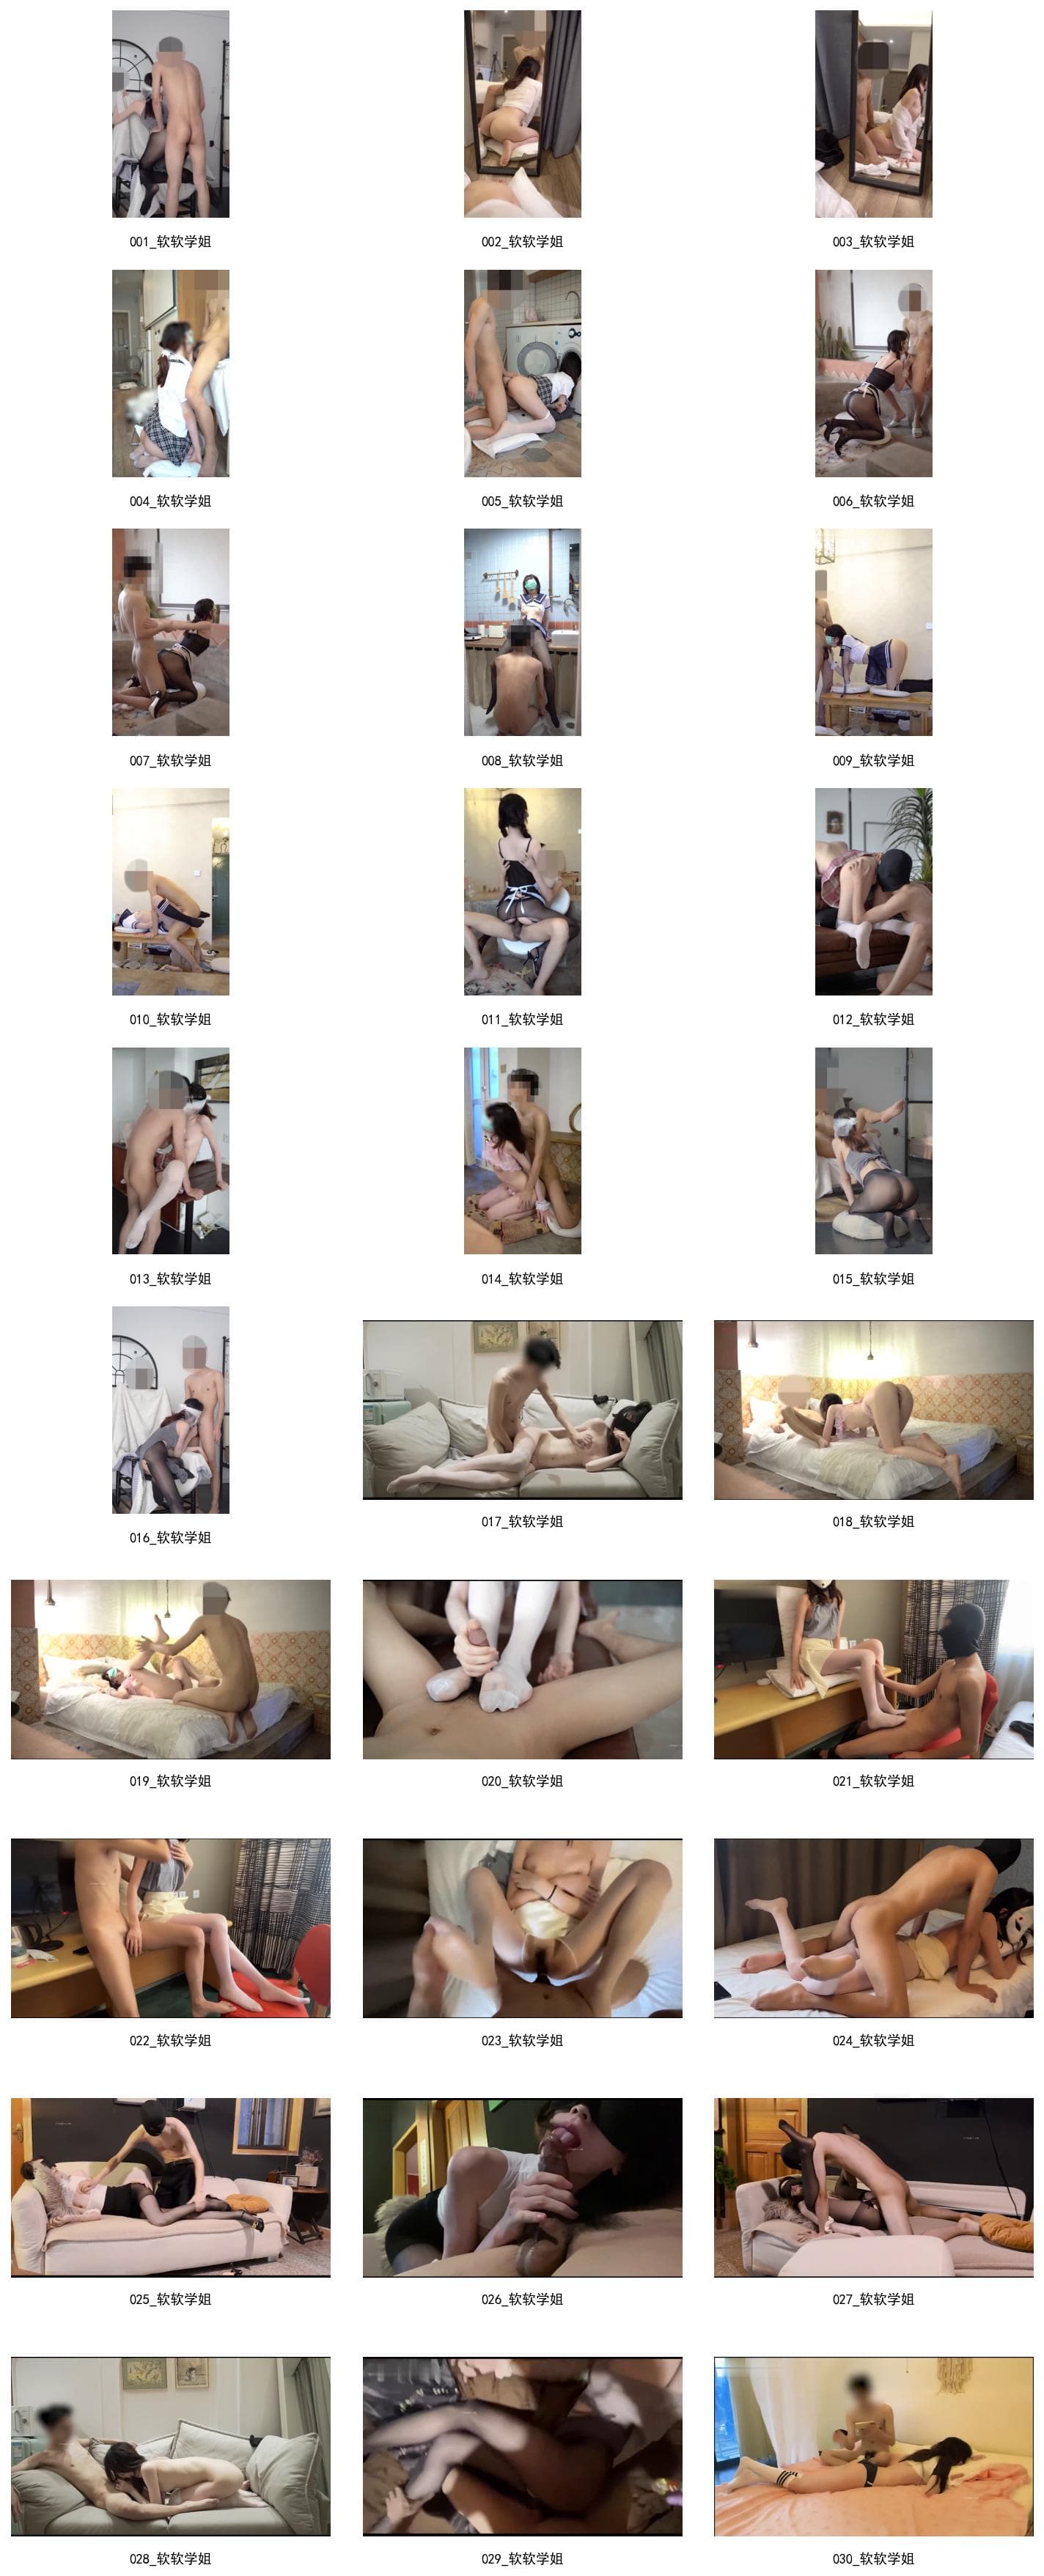 001_软软学姐
002_软软学姐
003_软软学姐
004_软软学姐
005_软软学姐
006_软软学姐
007_软软学姐
008_软软学姐
009_软软学姐
010_软软学姐
011_软软学姐
012_软软学姐
013_软软学姐
014_软软学姐
015_软软学姐
016_软软学姐
017_软软学姐
018_软软学姐
019_软软学姐
020_软软学姐
021_软软学姐
022_软软学姐
023_软软学姐
024_软软学姐
025_软软学姐
026_软软学姐
027_软软学姐
028_软软学姐
029_软软学姐
030_软软学姐